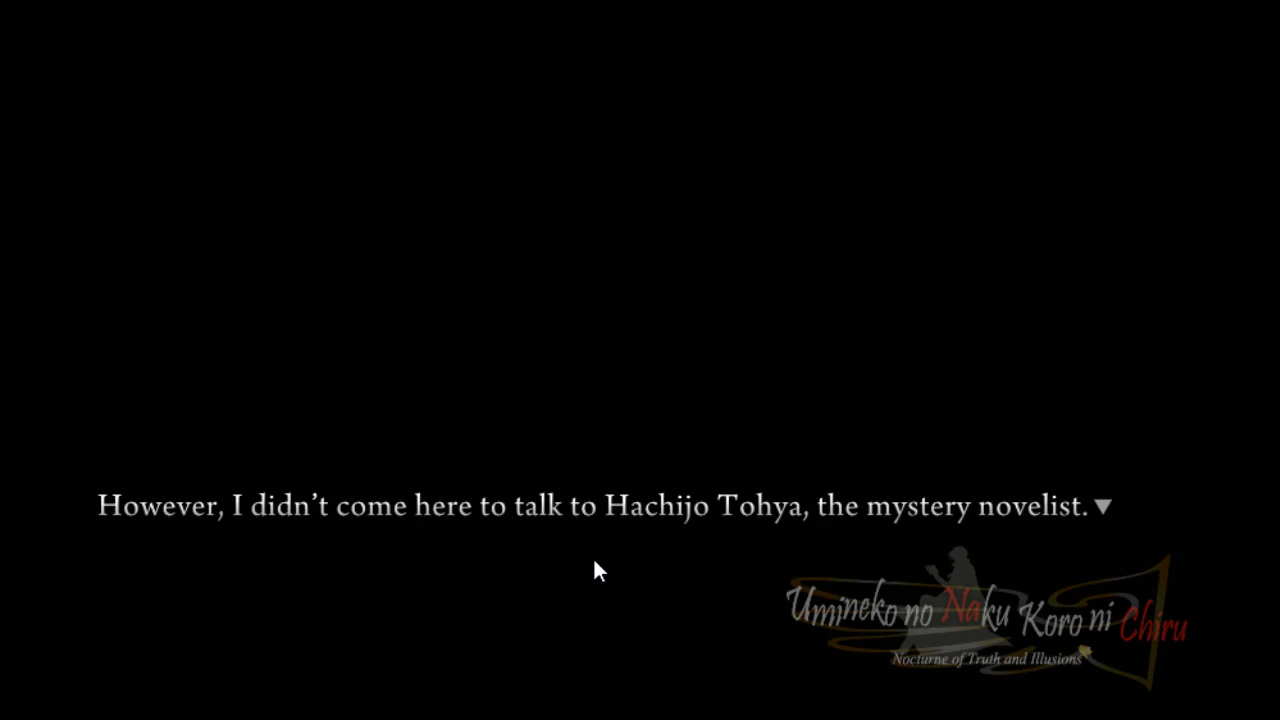 However, I didn’t come here to talk to Hachijo Tohya, the mystery novelist.
Umineko no Naku Koro ni Chiru
Nocturne of Truth and Illusions